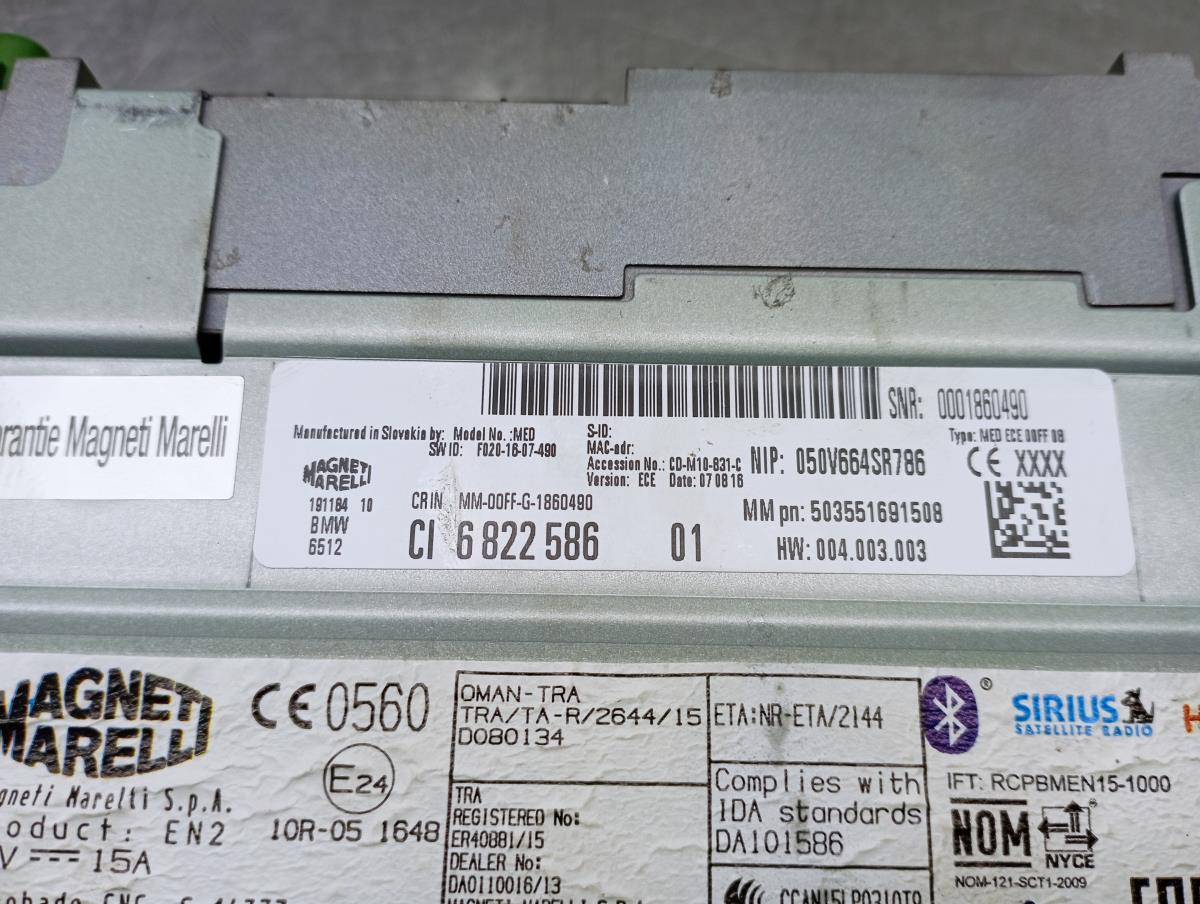 arantie Magneti Marelli
SNR: 0001860490
Manufactured in Slovakia by: Model No.:MED
SW ID: F020-16-07-490
S-ID:
MAC-adr:
Accession No.: CD-M10-831-C
Version: ECE Date: 07 08 16
NIP: 050V664SR786
Type: MED ECE 00FF 08
CE XXXX
MAGNETI
MARELLI
191184 10
BMW
6512
CRIN MM-00FF-G-1860490
CI 6 822 586 01
MM pn: 503551691508
HW: 004.003.003
MAGNETI
MARELLI
gneti Marelli S.p.A.
roduct: EN2
V 15A
CE0560
E24
10R-05 1648
OMAN-TRA
TRA/TA-R/2644/15
D080134
TRA
REGISTERED No:
ER40881/15
DEALER No:
DA0110016/13
ETA:NR-ETA/2144
Complies with
IDA standards
DA101586
CCAN15LP0310T9
®
SIRIUS
SATELLITE RADIO
IFT: RCPBMEN15-1000
NOM
NYCE
NOM-121-SCT1-2009